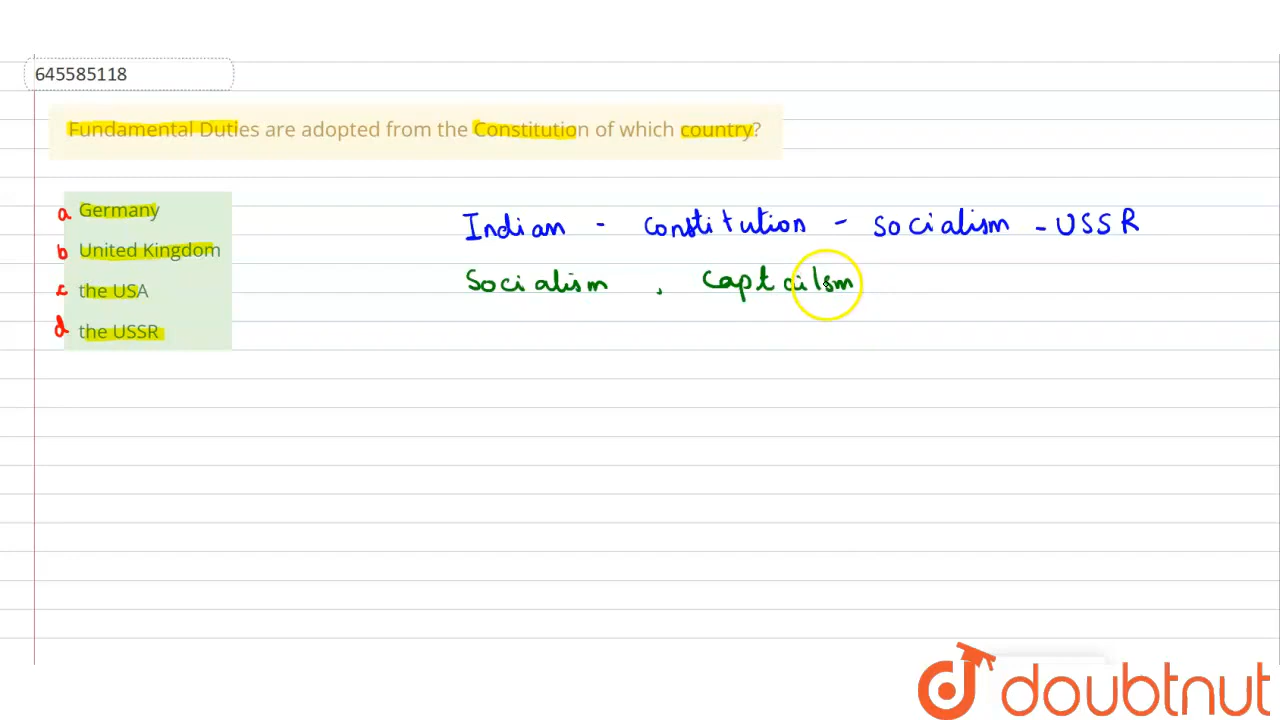 645585118
Fundamental Duties are adopted from the Constitution of which country?
a Germany
b United Kingdom
c the USA
d the USSR
Indian - Constitution - Socialism - USSR
Socialism , Captailsm
doubtnut